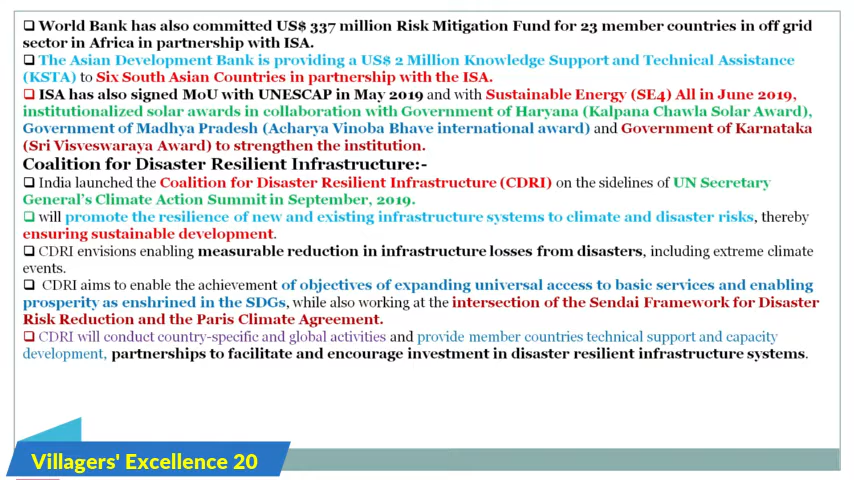 ❑ World Bank has also committed US$ 337 million Risk Mitigation Fund for 23 member countries in off grid
sector in Africa in partnership with ISA.
❑ The Asian Development Bank is providing a US$ 2 Million Knowledge Support and Technical Assistance
(KSTA) to Six South Asian Countries in partnership with the ISA.
❑ ISA has also signed MoU with UNESCAP in May 2019 and with Sustainable Energy (SE4) All in June 2019,
institutionalized solar awards in collaboration with Government of Haryana (Kalpana Chawla Solar Award),
Government of Madhya Pradesh (Acharya Vinoba Bhave international award) and Government of Karnataka
(Sri Visveswaraya Award) to strengthen the institution.
Coalition for Disaster Resilient Infrastructure:-
❑ India launched the Coalition for Disaster Resilient Infrastructure (CDRI) on the sidelines of UN Secretary
General's Climate Action Summit in September, 2019.
❑ will promote the resilience of new and existing infrastructure systems to climate and disaster risks, thereby
ensuring sustainable development.
❑ CDRI envisions enabling measurable reduction in infrastructure losses from disasters, including extreme climate
events.
❑ CDRI aims to enable the achievement of objectives of expanding universal access to basic services and enabling
prosperity as enshrined in the SDGs, while also working at the intersection of the Sendai Framework for Disaster
Risk Reduction and the Paris Climate Agreement.
❑ CDRI will conduct country-specific and global activities and provide member countries technical support and capacity
development, partnerships to facilitate and encourage investment in disaster resilient infrastructure systems.
Villagers' Excellence 20